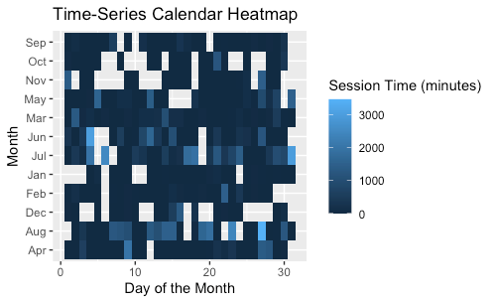 Time-Series Calendar Heatmap
Sep
Oct
Nov
May
Mar
Jun
Jul
Jan
Feb
Dec
Aug
Apr
Month
0 10 20 30
Day of the Month
Session Time (minutes)
3000
2000
1000
0